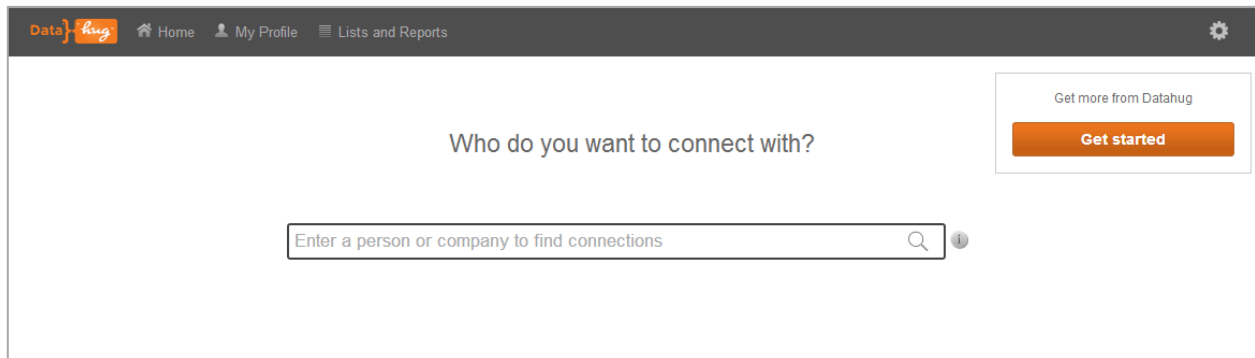 Data}·hug· Home My Profile Lists and Reports
Get more from Datahug
Get started
Who do you want to connect with?
Enter a person or company to find connections
i